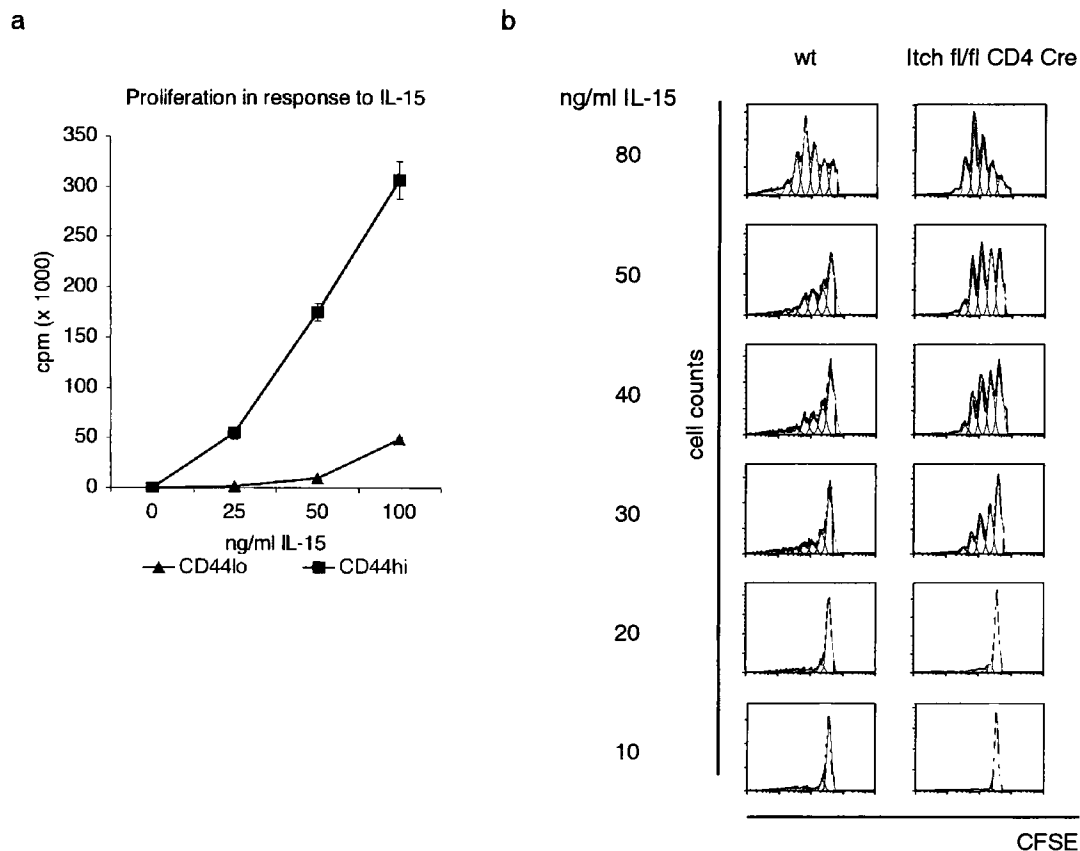 a
Proliferation in response to IL-15
350
300
250
200
150
100
50
0
cpm (x 1000)
0 25 50 100
ng/ml IL-15
CD44lo CD44hi
b
wt Itch fl/fl CD4 Cre
ng/ml IL-15
80
50
40
30
20
10
cell counts
CFSE